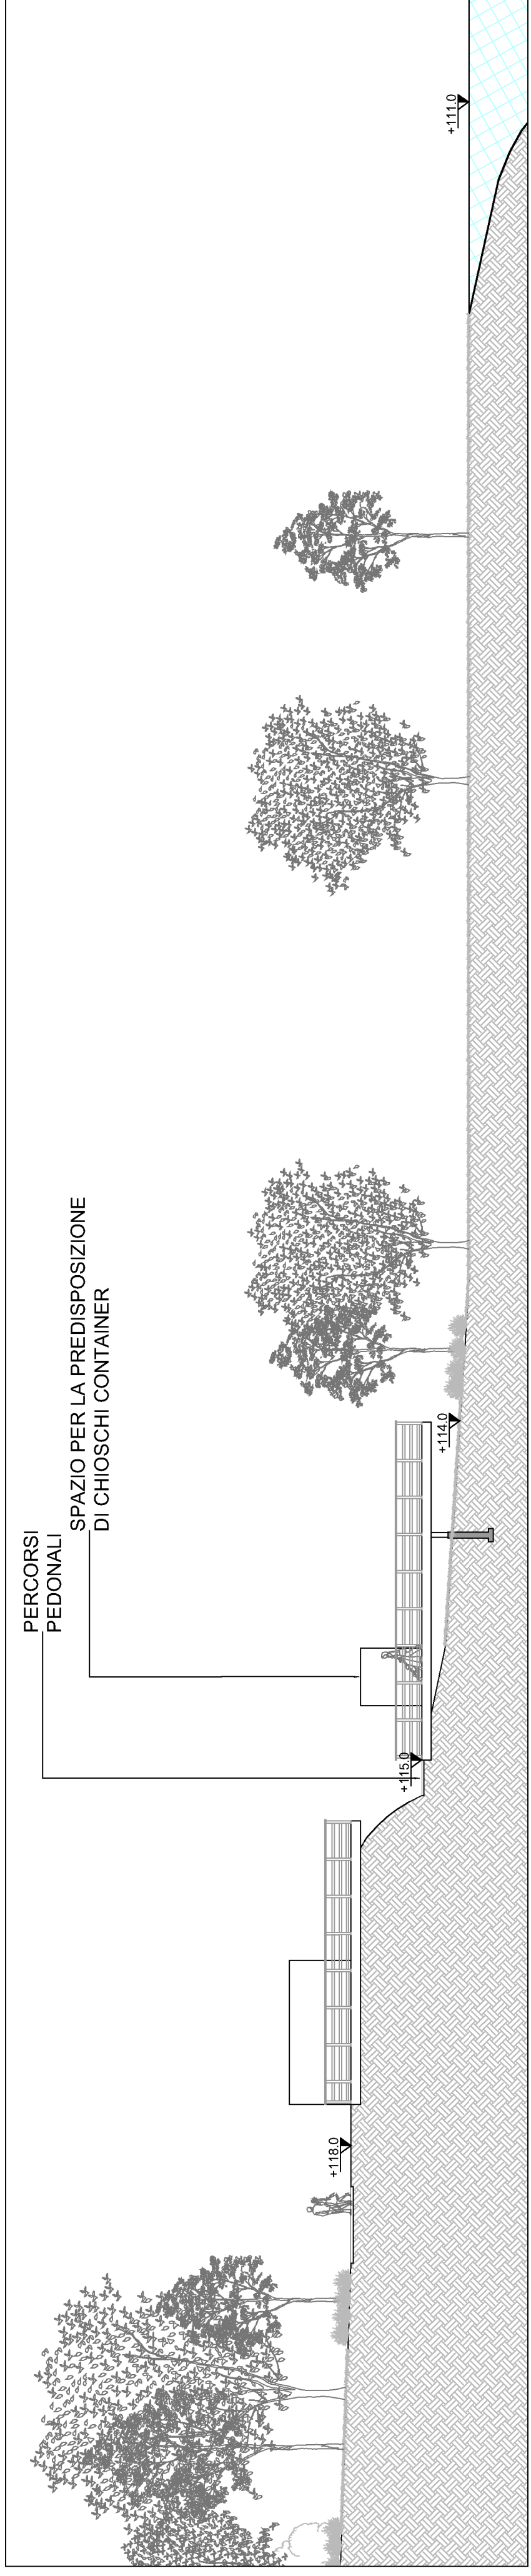 PERCORSI
PEDONALI
SPAZIO PER LA PREDISPOSIZIONE
DI CHIOSCHI CONTAINER
+118.0
+115.0
+114.0
+111.0